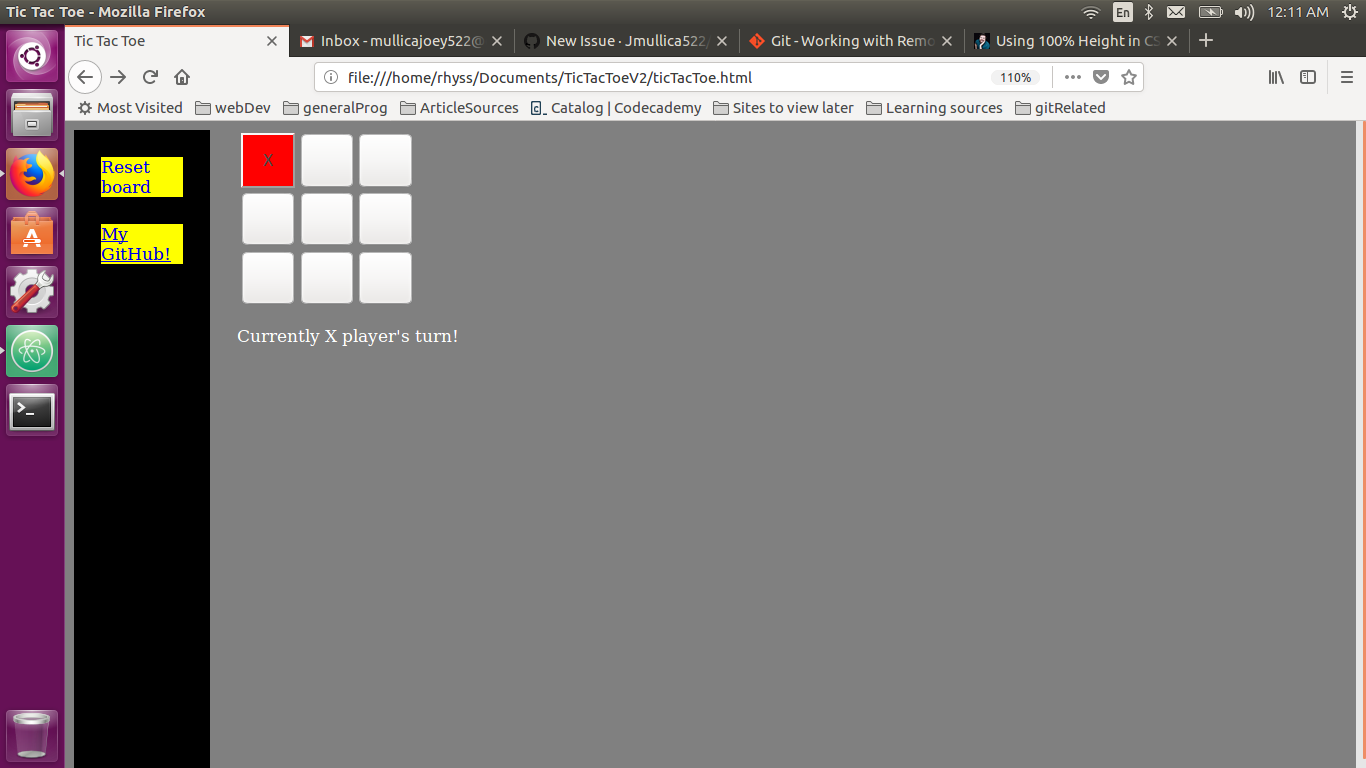 Tic Tac Toe - Mozilla Firefox
En
12:11 AM
Tic Tac Toe
Inbox - mullicajoey522@
New Issue · Jmullica522/
Git - Working with Remo
Using 100% Height in CS
file:///home/rhyss/Documents/TicTacToeV2/ticTacToe.html
110%
Most Visited
webDev
generalProg
ArticleSources
Catalog | Codecademy
Sites to view later
Learning sources
gitRelated
Reset
board
My
GitHub!
X
Currently X player's turn!